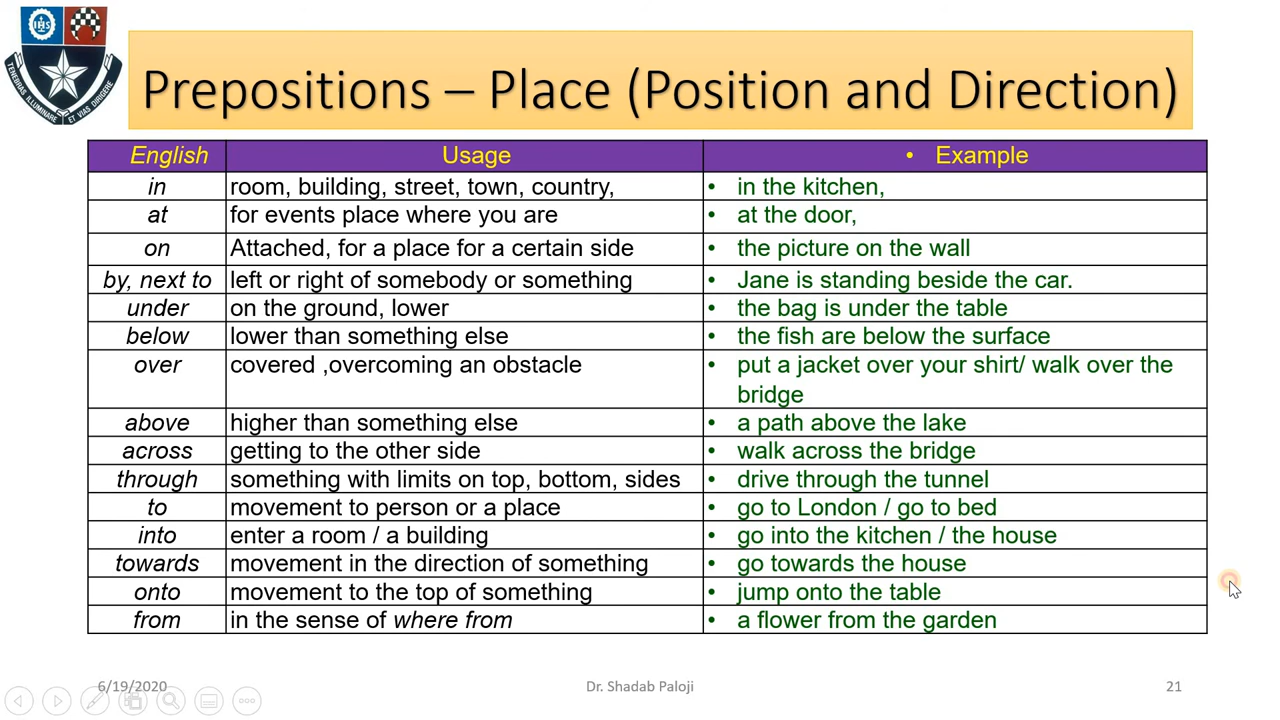 IHS
TENEBRAS ILLUMINARE ET VIAS DIRIGERE
Prepositions – Place (Position and Direction)
English Usage • Example
in room, building, street, town, country, • in the kitchen,
at for events place where you are • at the door,
on Attached, for a place for a certain side • the picture on the wall
by, next to left or right of somebody or something • Jane is standing beside the car.
under on the ground, lower • the bag is under the table
below lower than something else • the fish are below the surface
over covered ,overcoming an obstacle • put a jacket over your shirt/ walk over the
bridge
above higher than something else • a path above the lake
across getting to the other side • walk across the bridge
through something with limits on top, bottom, sides • drive through the tunnel
to movement to person or a place • go to London / go to bed
into enter a room / a building • go into the kitchen / the house
towards movement in the direction of something • go towards the house
onto movement to the top of something • jump onto the table
from in the sense of where from • a flower from the garden
6/19/2020 Dr. Shadab Paloji 21